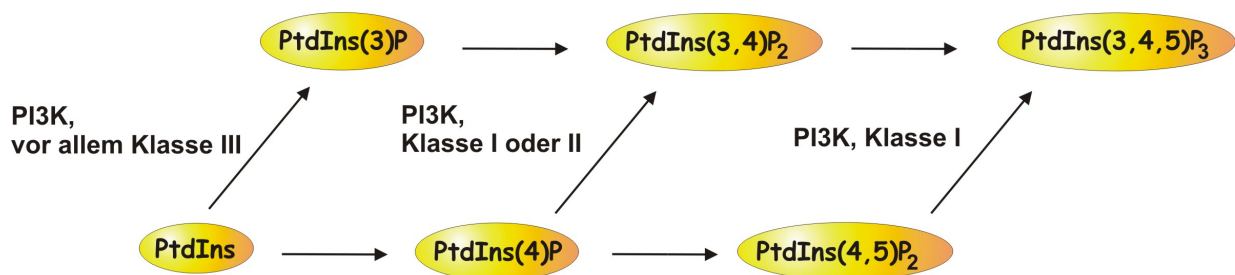 PtdIns(3)P
PtdIns(3,4)P₂
PtdIns(3,4,5)P₃
PI3K,
vor allem Klasse III
PI3K,
Klasse I oder II
PI3K, Klasse I
PtdIns
PtdIns(4)P
PtdIns(4,5)P₂